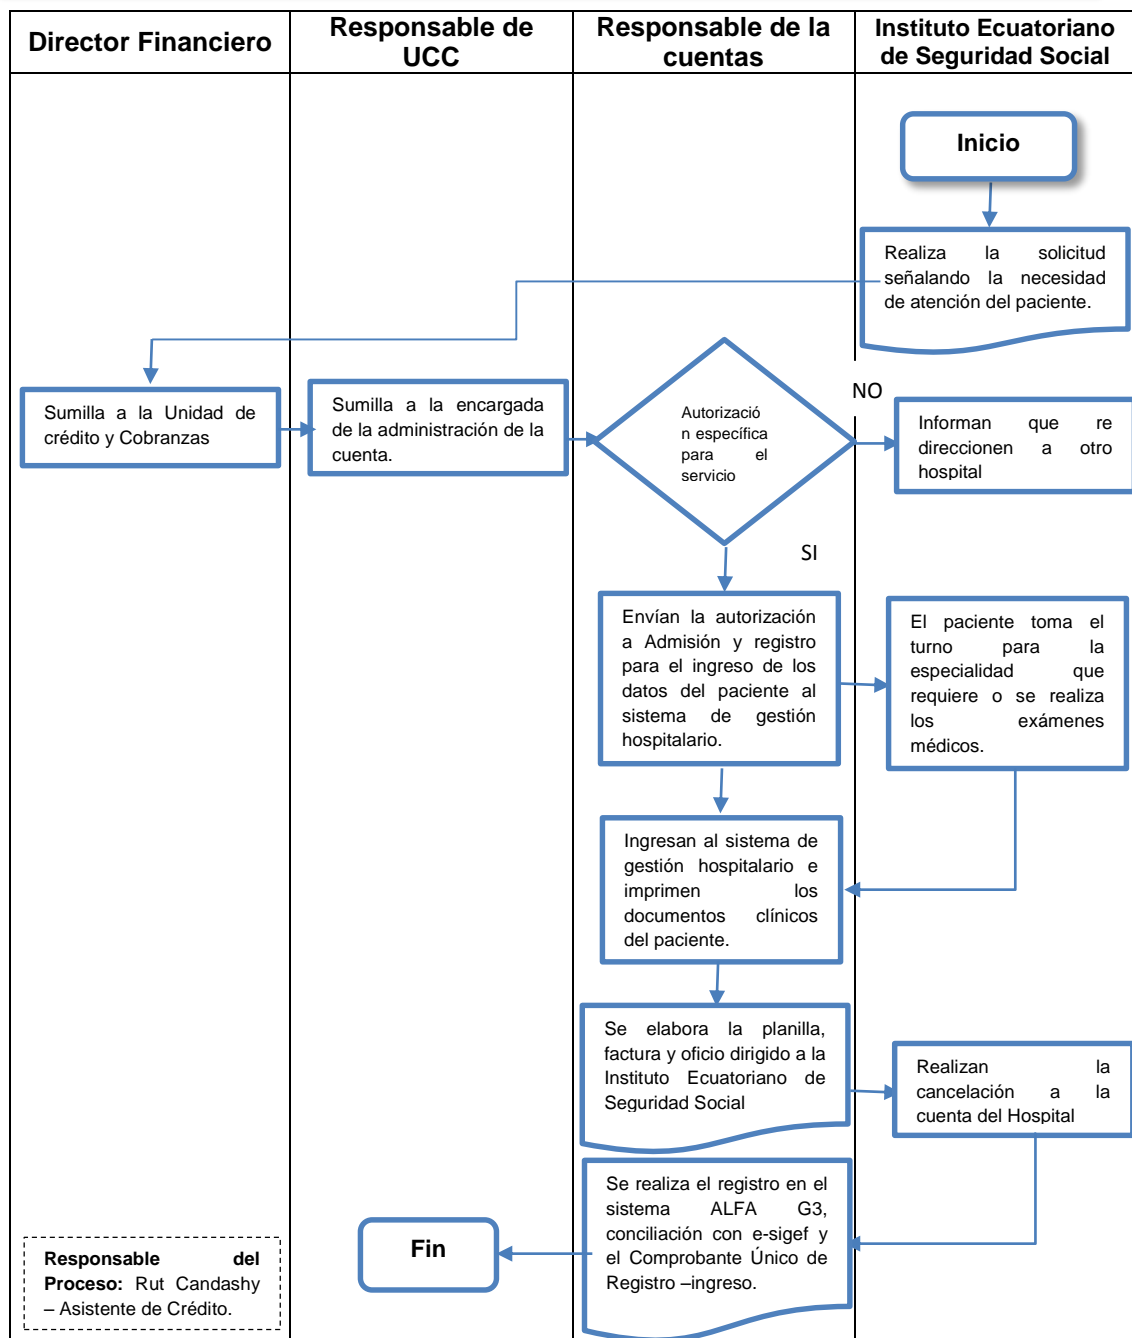 Director Financiero
Responsable de
UCC
Responsable de la
cuentas
Instituto Ecuatoriano
de Seguridad Social
Inicio
Realiza la solicitud
señalando la necesidad
de atención del paciente.
Sumilla a la Unidad de
crédito y Cobranzas
Sumilla a la encargada
de la administración de la
cuenta.
Autorizació
n específica
para el
servicio
NO
Informan que re
direccionen a otro
hospital
SI
Envían la autorización
a Admisión y registro
para el ingreso de los
datos del paciente al
sistema de gestión
hospitalario.
El paciente toma el
turno para la
especialidad que
requiere o se realiza
los exámenes
médicos.
Ingresan al sistema de
gestión hospitalario e
imprimen los
documentos clínicos
del paciente.
Se elabora la planilla,
factura y oficio dirigido a la
Instituto Ecuatoriano de
Seguridad Social
Realizan la
cancelación a la
cuenta del Hospital
Se realiza el registro en el
sistema ALFA G3,
conciliación con e-sigef y
el Comprobante Único de
Registro –ingreso.
Fin
Responsable del
Proceso: Rut Candashy
– Asistente de Crédito.